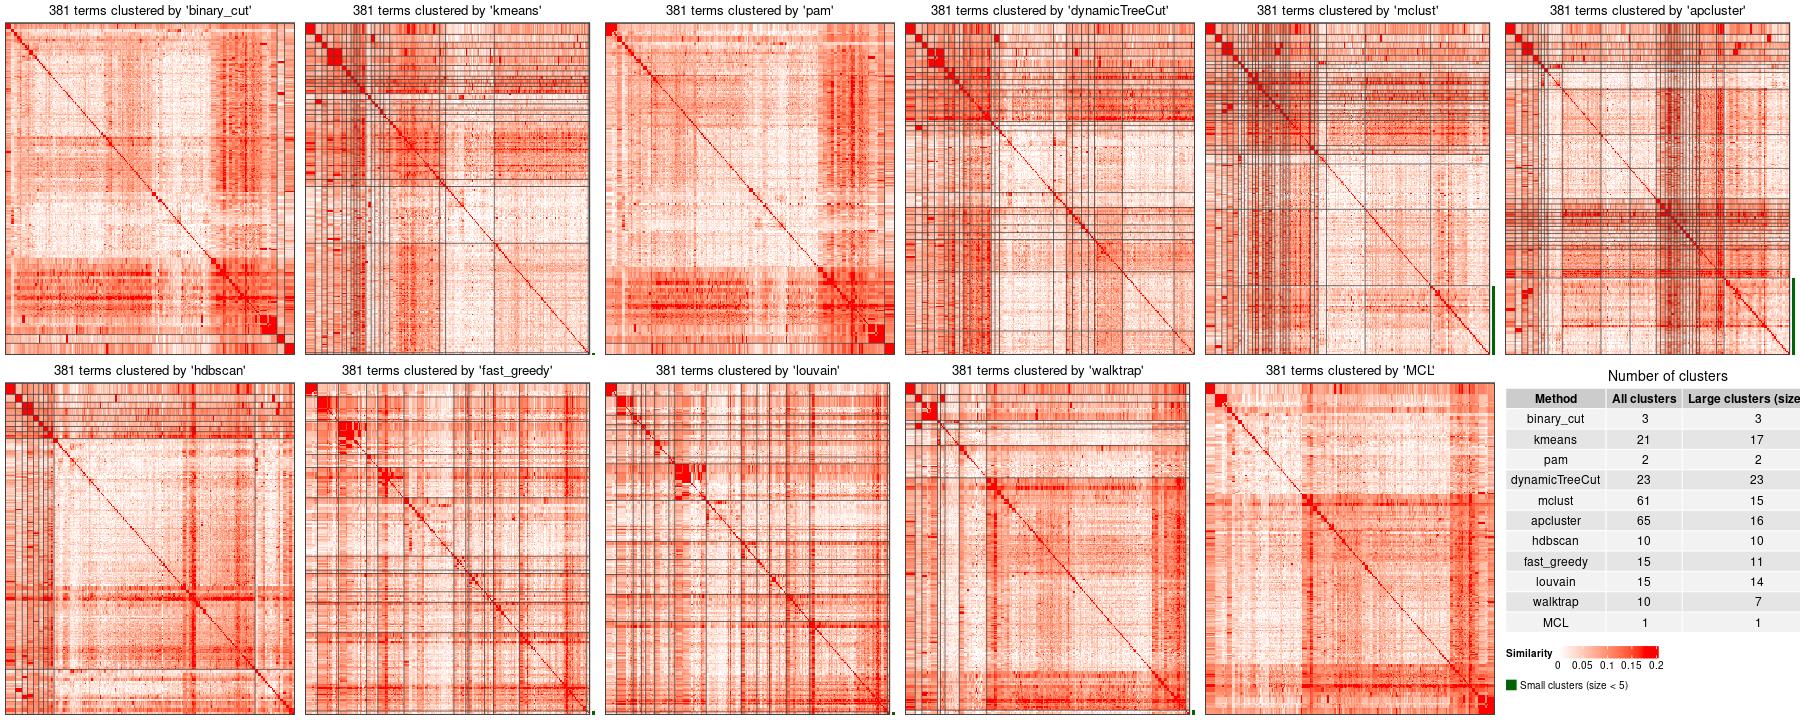 381 terms clustered by 'binary_cut'
381 terms clustered by 'kmeans'
381 terms clustered by 'pam'
381 terms clustered by 'dynamicTreeCut'
381 terms clustered by 'mclust'
381 terms clustered by 'apcluster'
381 terms clustered by 'hdbscan'
381 terms clustered by 'fast_greedy'
381 terms clustered by 'louvain'
381 terms clustered by 'walktrap'
381 terms clustered by 'MCL'
Number of clusters
Method All clusters Large clusters (size
binary_cut 3 3
kmeans 21 17
pam 2 2
dynamicTreeCut 23 23
mclust 61 15
apcluster 65 16
hdbscan 10 10
fast_greedy 15 11
louvain 15 14
walktrap 10 7
MCL 1 1
Similarity
0 0.05 0.1 0.15 0.2
Small clusters (size < 5)